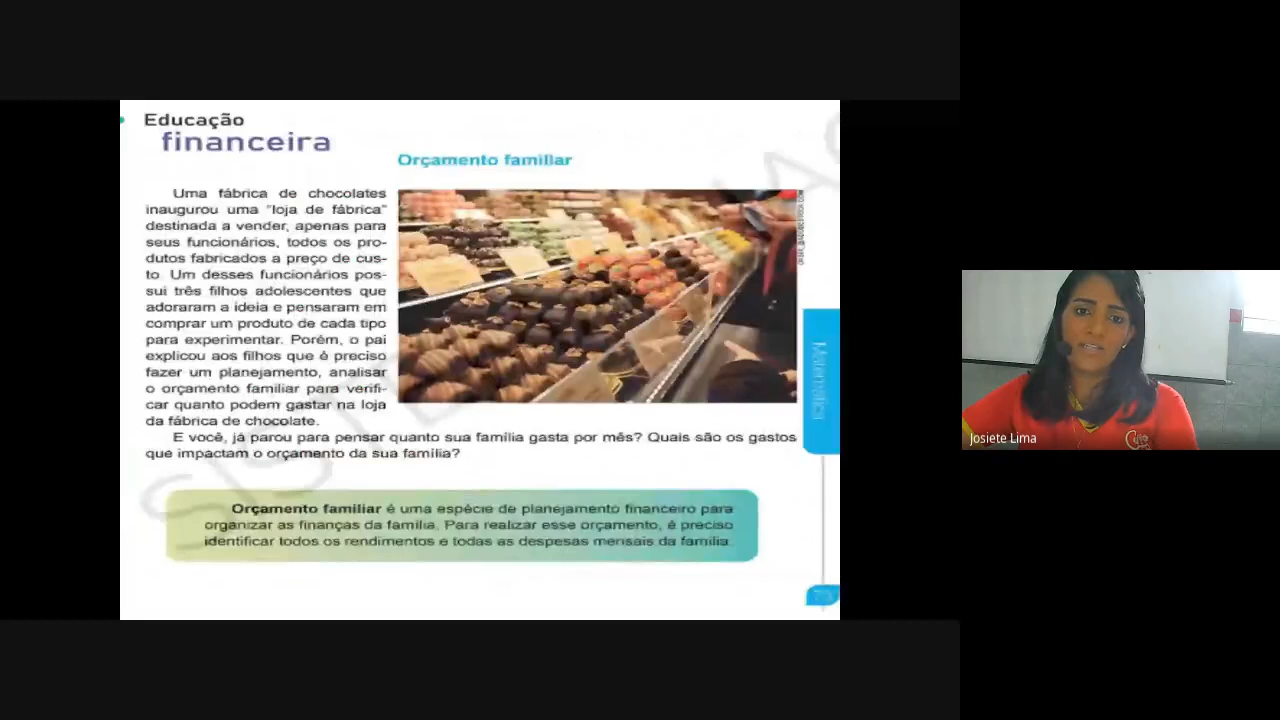 Educação
financeira
Orçamento familiar
Uma fábrica de chocolates
inaugurou uma "loja de fábrica"
destinada a vender, apenas para
seus funcionários, todos os pro-
dutos fabricados a preço de cus-
to. Um desses funcionários pos-
sui três filhos adolescentes que
adoraram a ideia e pensaram em
comprar um produto de cada tipo
para experimentar. Porém, o pai
explicou aos filhos que é preciso
fazer um planejamento, analisar
o orçamento familiar para verifi-
car quanto podem gastar na loja
da fábrica de chocolate.
E você, já parou para pensar quanto sua família gasta por mês? Quais são os gastos
que impactam o orçamento da sua família?
Orçamento familiar é uma espécie de planejamento financeiro para
organizar as finanças da família. Para realizar esse orçamento, é preciso
identificar todos os rendimentos e todas as despesas mensais da família.
Matemática
Josiete Lima